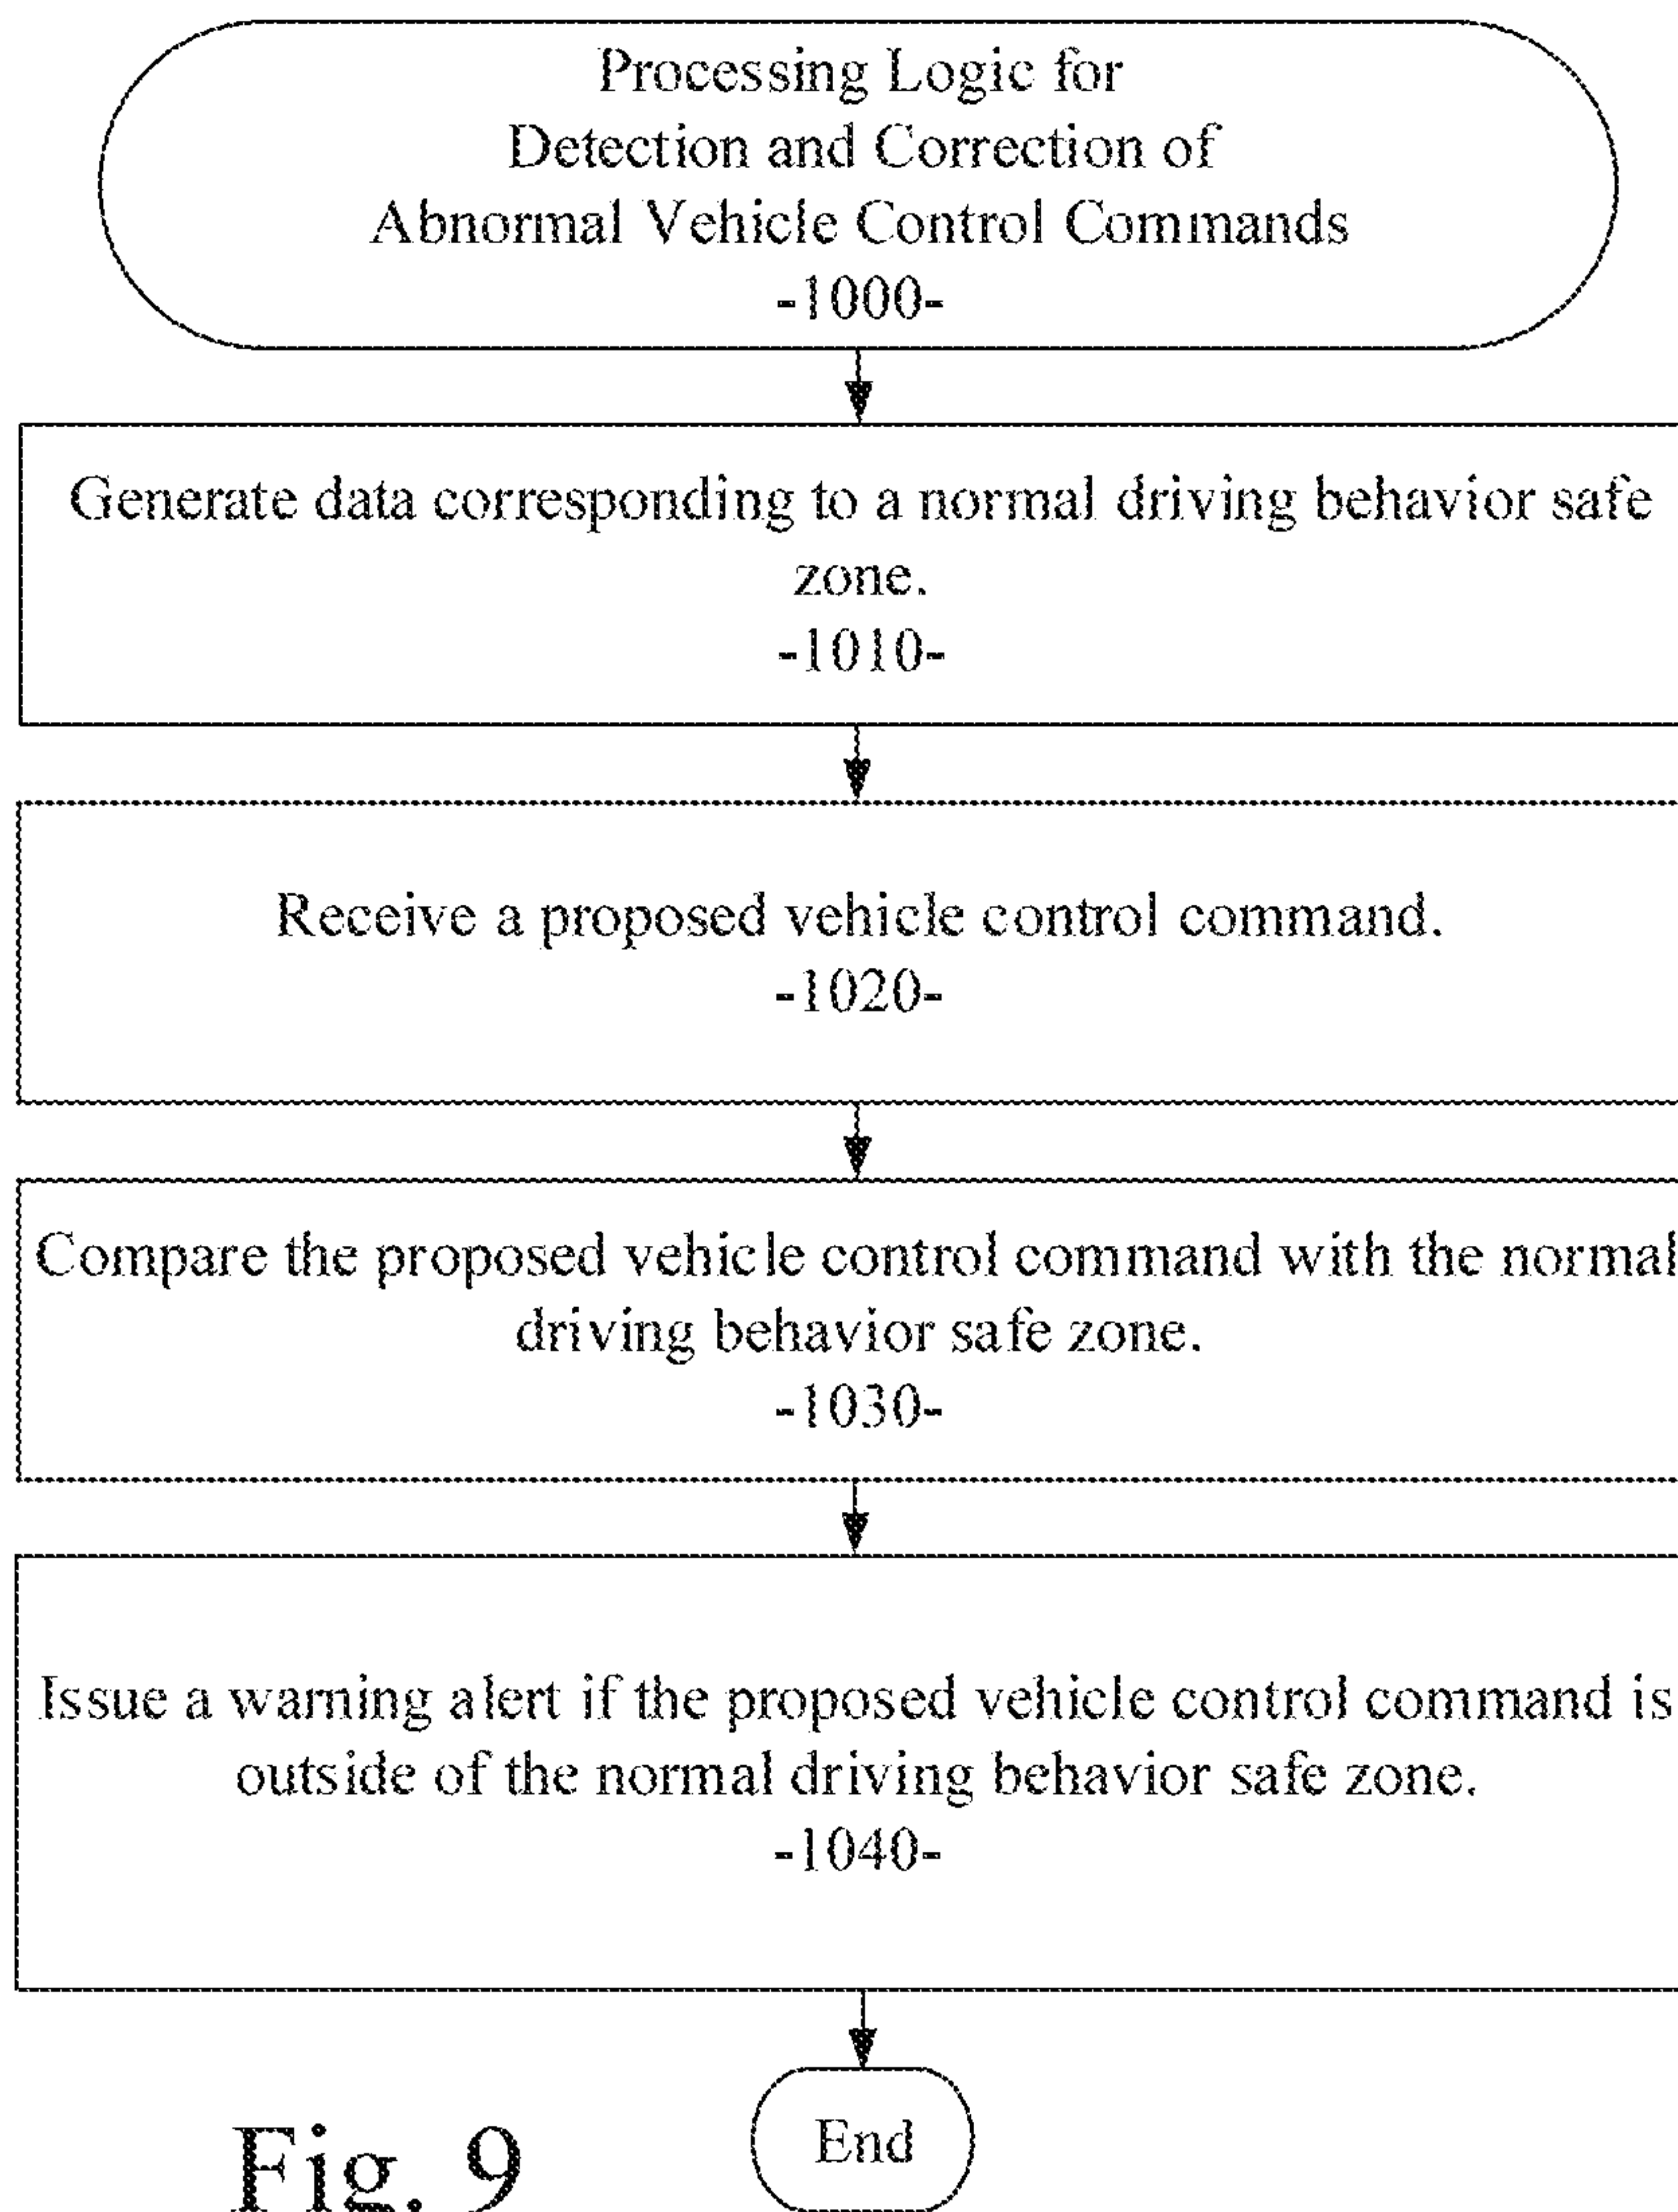 Processing Logic for
Detection and Correction of
Abnormal Vehicle Control Commands
-1000-
Generate data corresponding to a normal driving behavior safe
zone.
-1010-
Receive a proposed vehicle control command.
-1020-
Compare the proposed vehicle control command with the normal
driving behavior safe zone.
-1030-
Issue a warning alert if the proposed vehicle control command is
outside of the normal driving behavior safe zone.
-1040-
End
Fig. 9